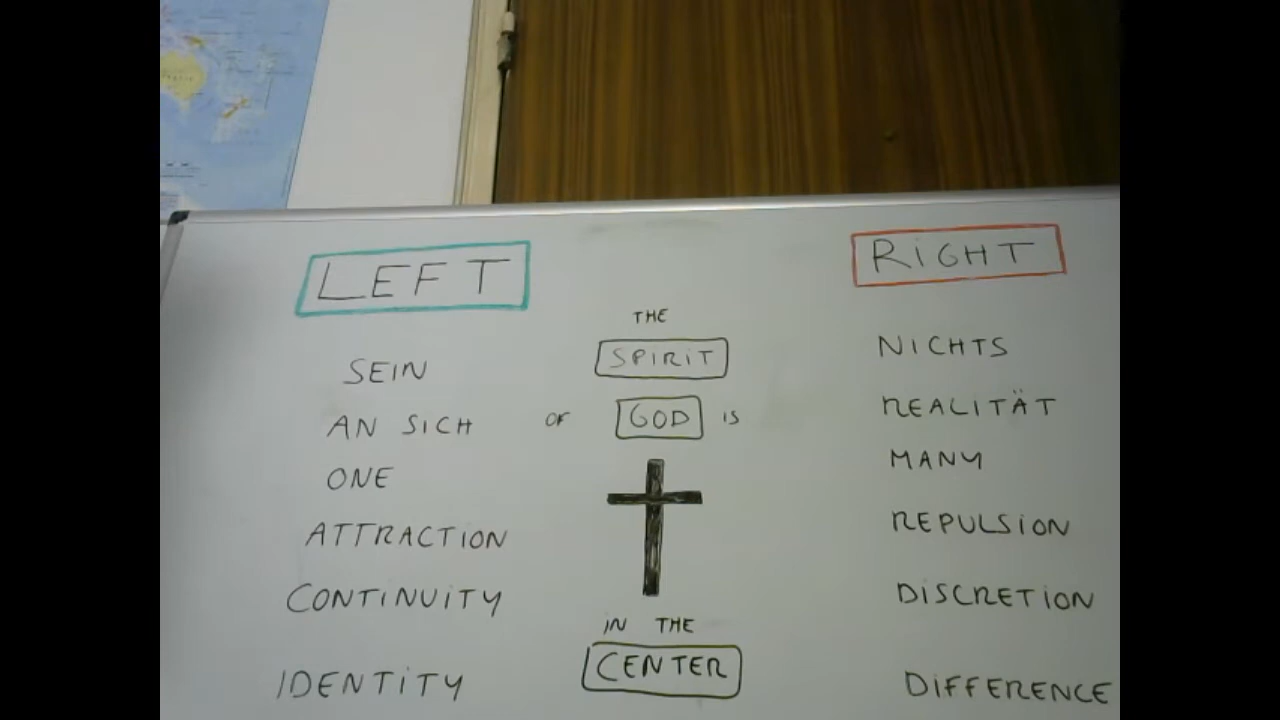 LEFT
RiGHT
THE
SPiRiT
SEIN
NICHTS
AN SICH
OF GOD IS
REALITÄT
ONE
MANY
ATTRACTION
REPULSiON
CONTiNUiTY
DiSCRETiON
iN THE
CENTER
IDENTiTY
DiFFERENCE